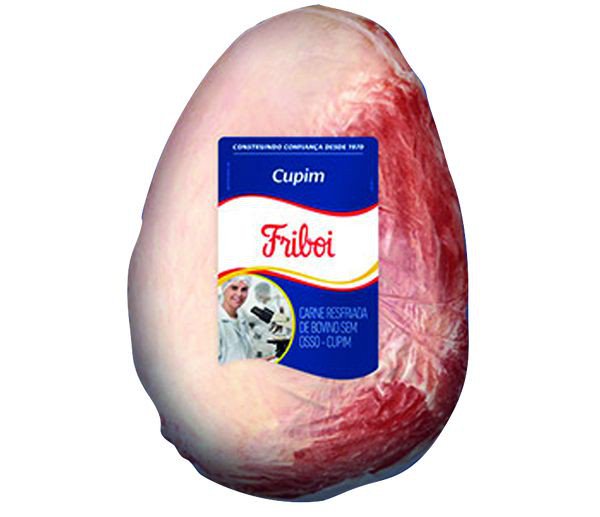 CONSTRUINDO CONFIANÇA DESDE 1970
Cupim
Friboi
CARNE RESFRIADA
DE BOVINO SEM
OSSO - CUPIM